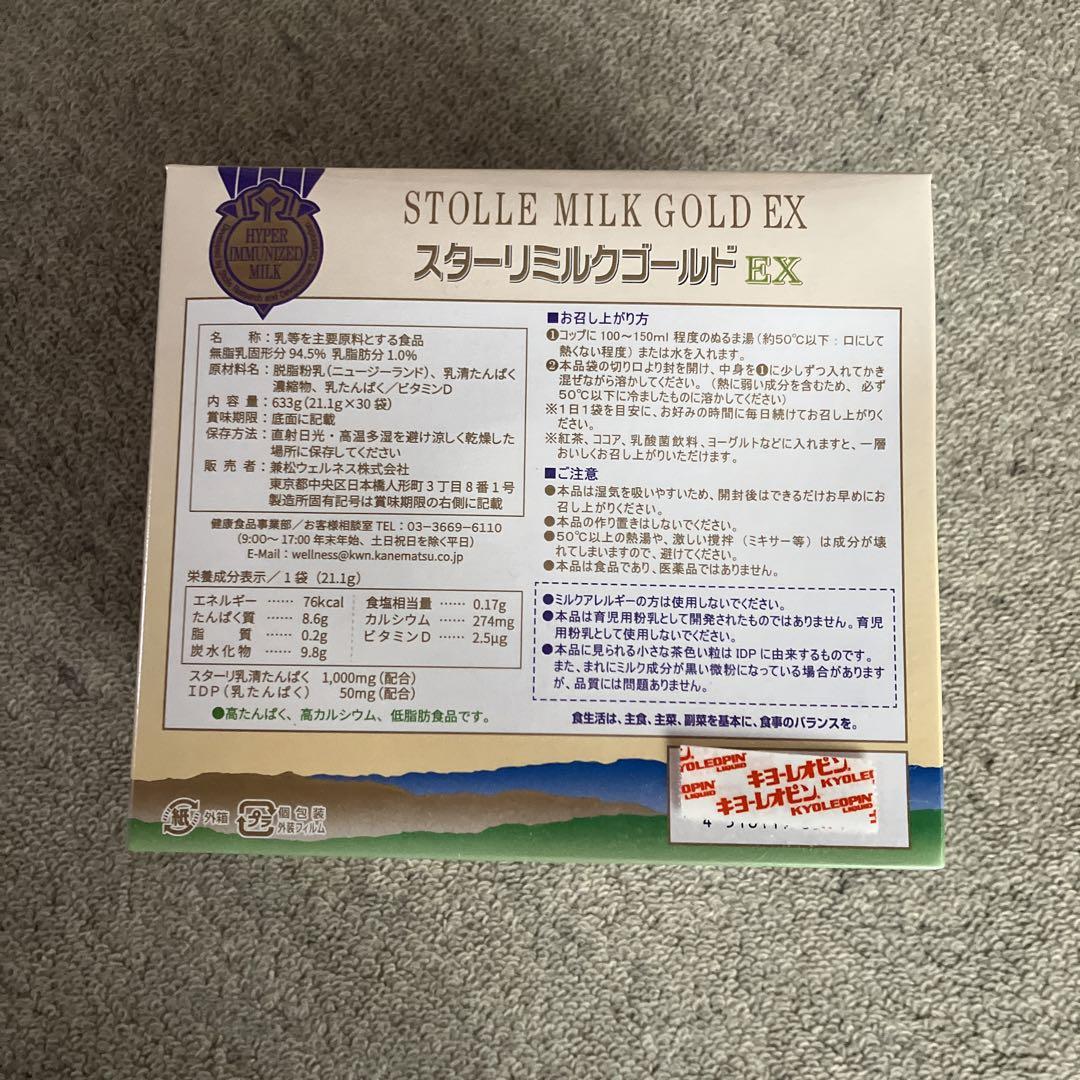 HYPER
IMMUNIZED
MILK
STOLLE MILK GOLD EX
スターリミルクゴールド EX
名　　称：乳等を主要原料とする食品
無脂乳固形分 94.5% 乳脂肪分 1.0%
原材料名：脱脂粉乳（ニュージーランド）、乳清たんぱく
濃縮物、乳たんぱく／ビタミンD
内 容 量：633g（21.1g×30 袋）
賞味期限：底面に記載
保存方法：直射日光・高温多湿を避け涼しく乾燥した
場所に保存してください
販 売 者：兼松ウェルネス株式会社
東京都中央区日本橋人形町 3 丁目 8 番 1 号
製造所固有記号は賞味期限の右側に記載
健康食品事業部／お客様相談室 TEL：03-3669-6110
（9:00～ 17:00 年末年始、土日祝日を除く平日）
E-Mail：wellness@kwn.kanematsu.co.jp
栄養成分表示／1 袋（21.1g）
エネルギー …… 76kcal
たんぱく質 …… 8.6g
脂　　質 …… 0.2g
炭水化物 …… 9.8g
食塩相当量 …… 0.17g
カルシウム …… 274mg
ビタミンD …… 2.5μg
スターリ乳清たんぱく 1,000mg（配合）
IDP（乳たんぱく） 50mg（配合）
●高たんぱく、高カルシウム、低脂肪食品です。
■お召し上がり方
❶コップに 100～150ml 程度のぬるま湯（約50℃以下：口にして
熱くない程度）または水を入れます。
❷本品袋の切り口より封を開け、中身を❶に少しずつ入れてかき
混ぜながら溶かしてください。（熱に弱い成分を含むため、必ず
50℃以下に冷ましたものに溶かしてください）
※1日1袋を目安に、お好みの時間に毎日続けてお召し上がりく
ださい。
※紅茶、ココア、乳酸菌飲料、ヨーグルトなどに入れますと、一層
おいしくお召し上がりいただけます。
■ご注意
●本品は湿気を吸いやすいため、開封後はできるだけお早めにお
召し上がりください。
●本品の作り置きはしないでください。
●50℃以上の熱湯や、激しい撹拌（ミキサー等）は成分が壊
れてしまいますので、避けてください。
●本品は食品であり、医薬品ではありません。
●ミルクアレルギーの方は使用しないでください。
●本品は育児用粉乳として開発されたものではありません。育児
用粉乳として使用しないでください。
●本品に見られる小さな茶色い粒は IDP に由来するものです。
また、まれにミルク成分が黒い微粉になっている場合があります
が、品質には問題ありません。
食生活は、主食、主菜、副菜を基本に、食事のバランスを。
紙 外箱
プラ 個包装
外装フィルム
キヨーレオピン
KYOLEOPIN
LIQUID
キヨーレオピン
KYOLEOPIN